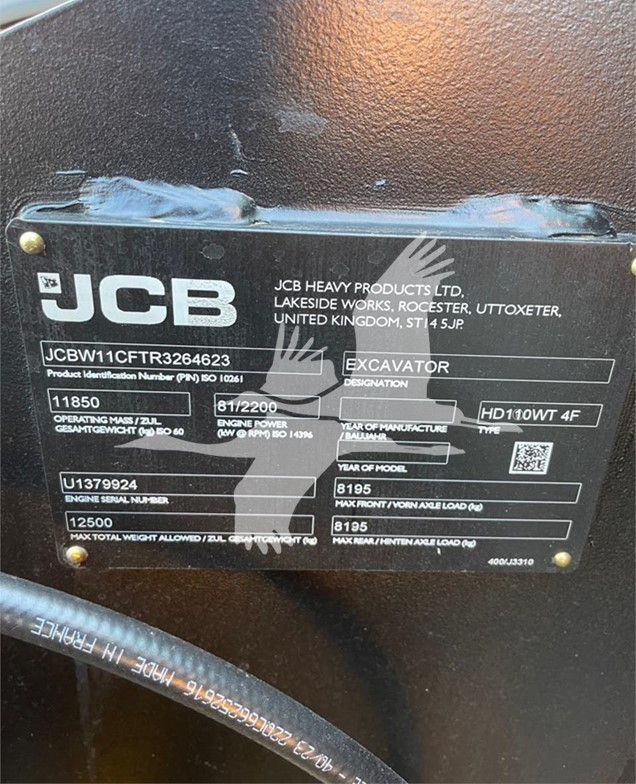 JCB
JCB HEAVY PRODUCTS LTD,
LAKESIDE WORKS, ROCESTER, UTTOXETER,
UNITED KINGDOM, ST14 5JP.
JCBW11CFTR3264623
Product Identification Number (PIN) ISO 10261
EXCAVATOR
DESIGNATION
11850
OPERATING MASS / ZUL.
GESAMTGEWICHT (kg) ISO 60
81/2200
ENGINE POWER
(kW @ RPM) ISO 14396
YEAR OF MANUFACTURE
/ BAUJAHR
HD110WT 4F
TYPE
YEAR OF MODEL
U1379924
ENGINE SERIAL NUMBER
8195
MAX FRONT / VORN AXLE LOAD (kg)
12500
MAX TOTAL WEIGHT ALLOWED / ZUL. GESAMTGEWICHT (kg)
8195
MAX REAR / HINTEN AXLE LOAD (kg)
400/J3310
40/23 220E66252616 MADE IN FRANCE